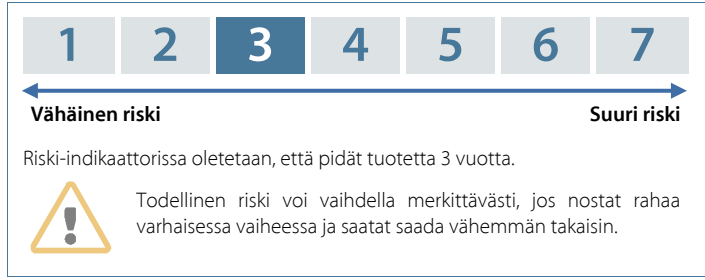 1 2 3 4 5 6 7
Vähäinen riski Suuri riski
Riski-indikaattorissa oletetaan, että pidät tuotetta 3 vuotta.
Todellinen riski voi vaihdella merkittävästi, jos nostat rahaa
varhaisessa vaiheessa ja saatat saada vähemmän takaisin.